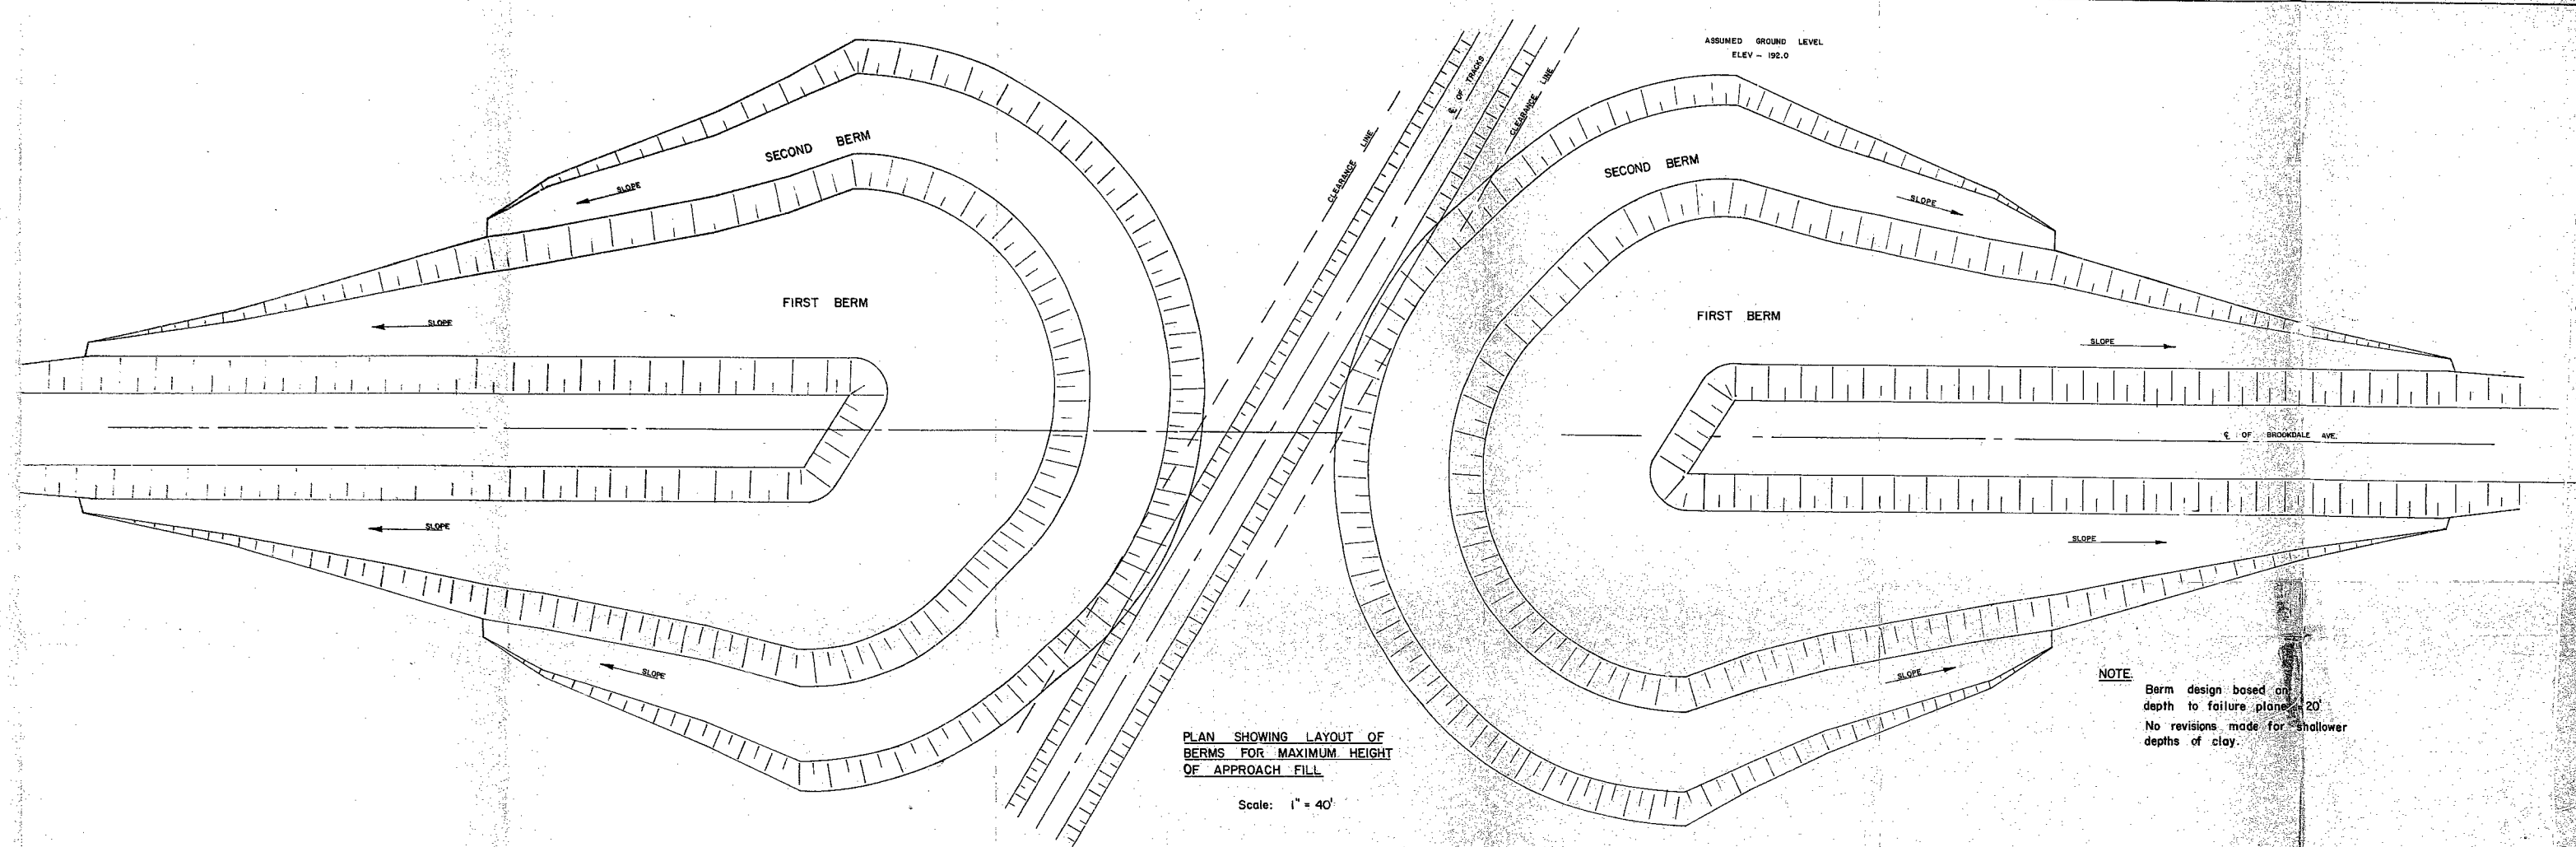 ASSUMED GROUND LEVEL
ELEV - 192.0
℄ OF TRACKS
CLEARANCE LINE
CLEARANCE LINE
SECOND BERM
SLOPE
SECOND BERM
SLOPE
FIRST BERM
SLOPE
FIRST BERM
SLOPE
℄ OF BROOKDALE AVE.
SLOPE
SLOPE
SLOPE
SLOPE
NOTE.
Berm design based on
depth to failure plane 20'
No revisions made for shallower
depths of clay.
PLAN SHOWING LAYOUT OF
BERMS FOR MAXIMUM HEIGHT
OF APPROACH FILL
Scale: 1" = 40'